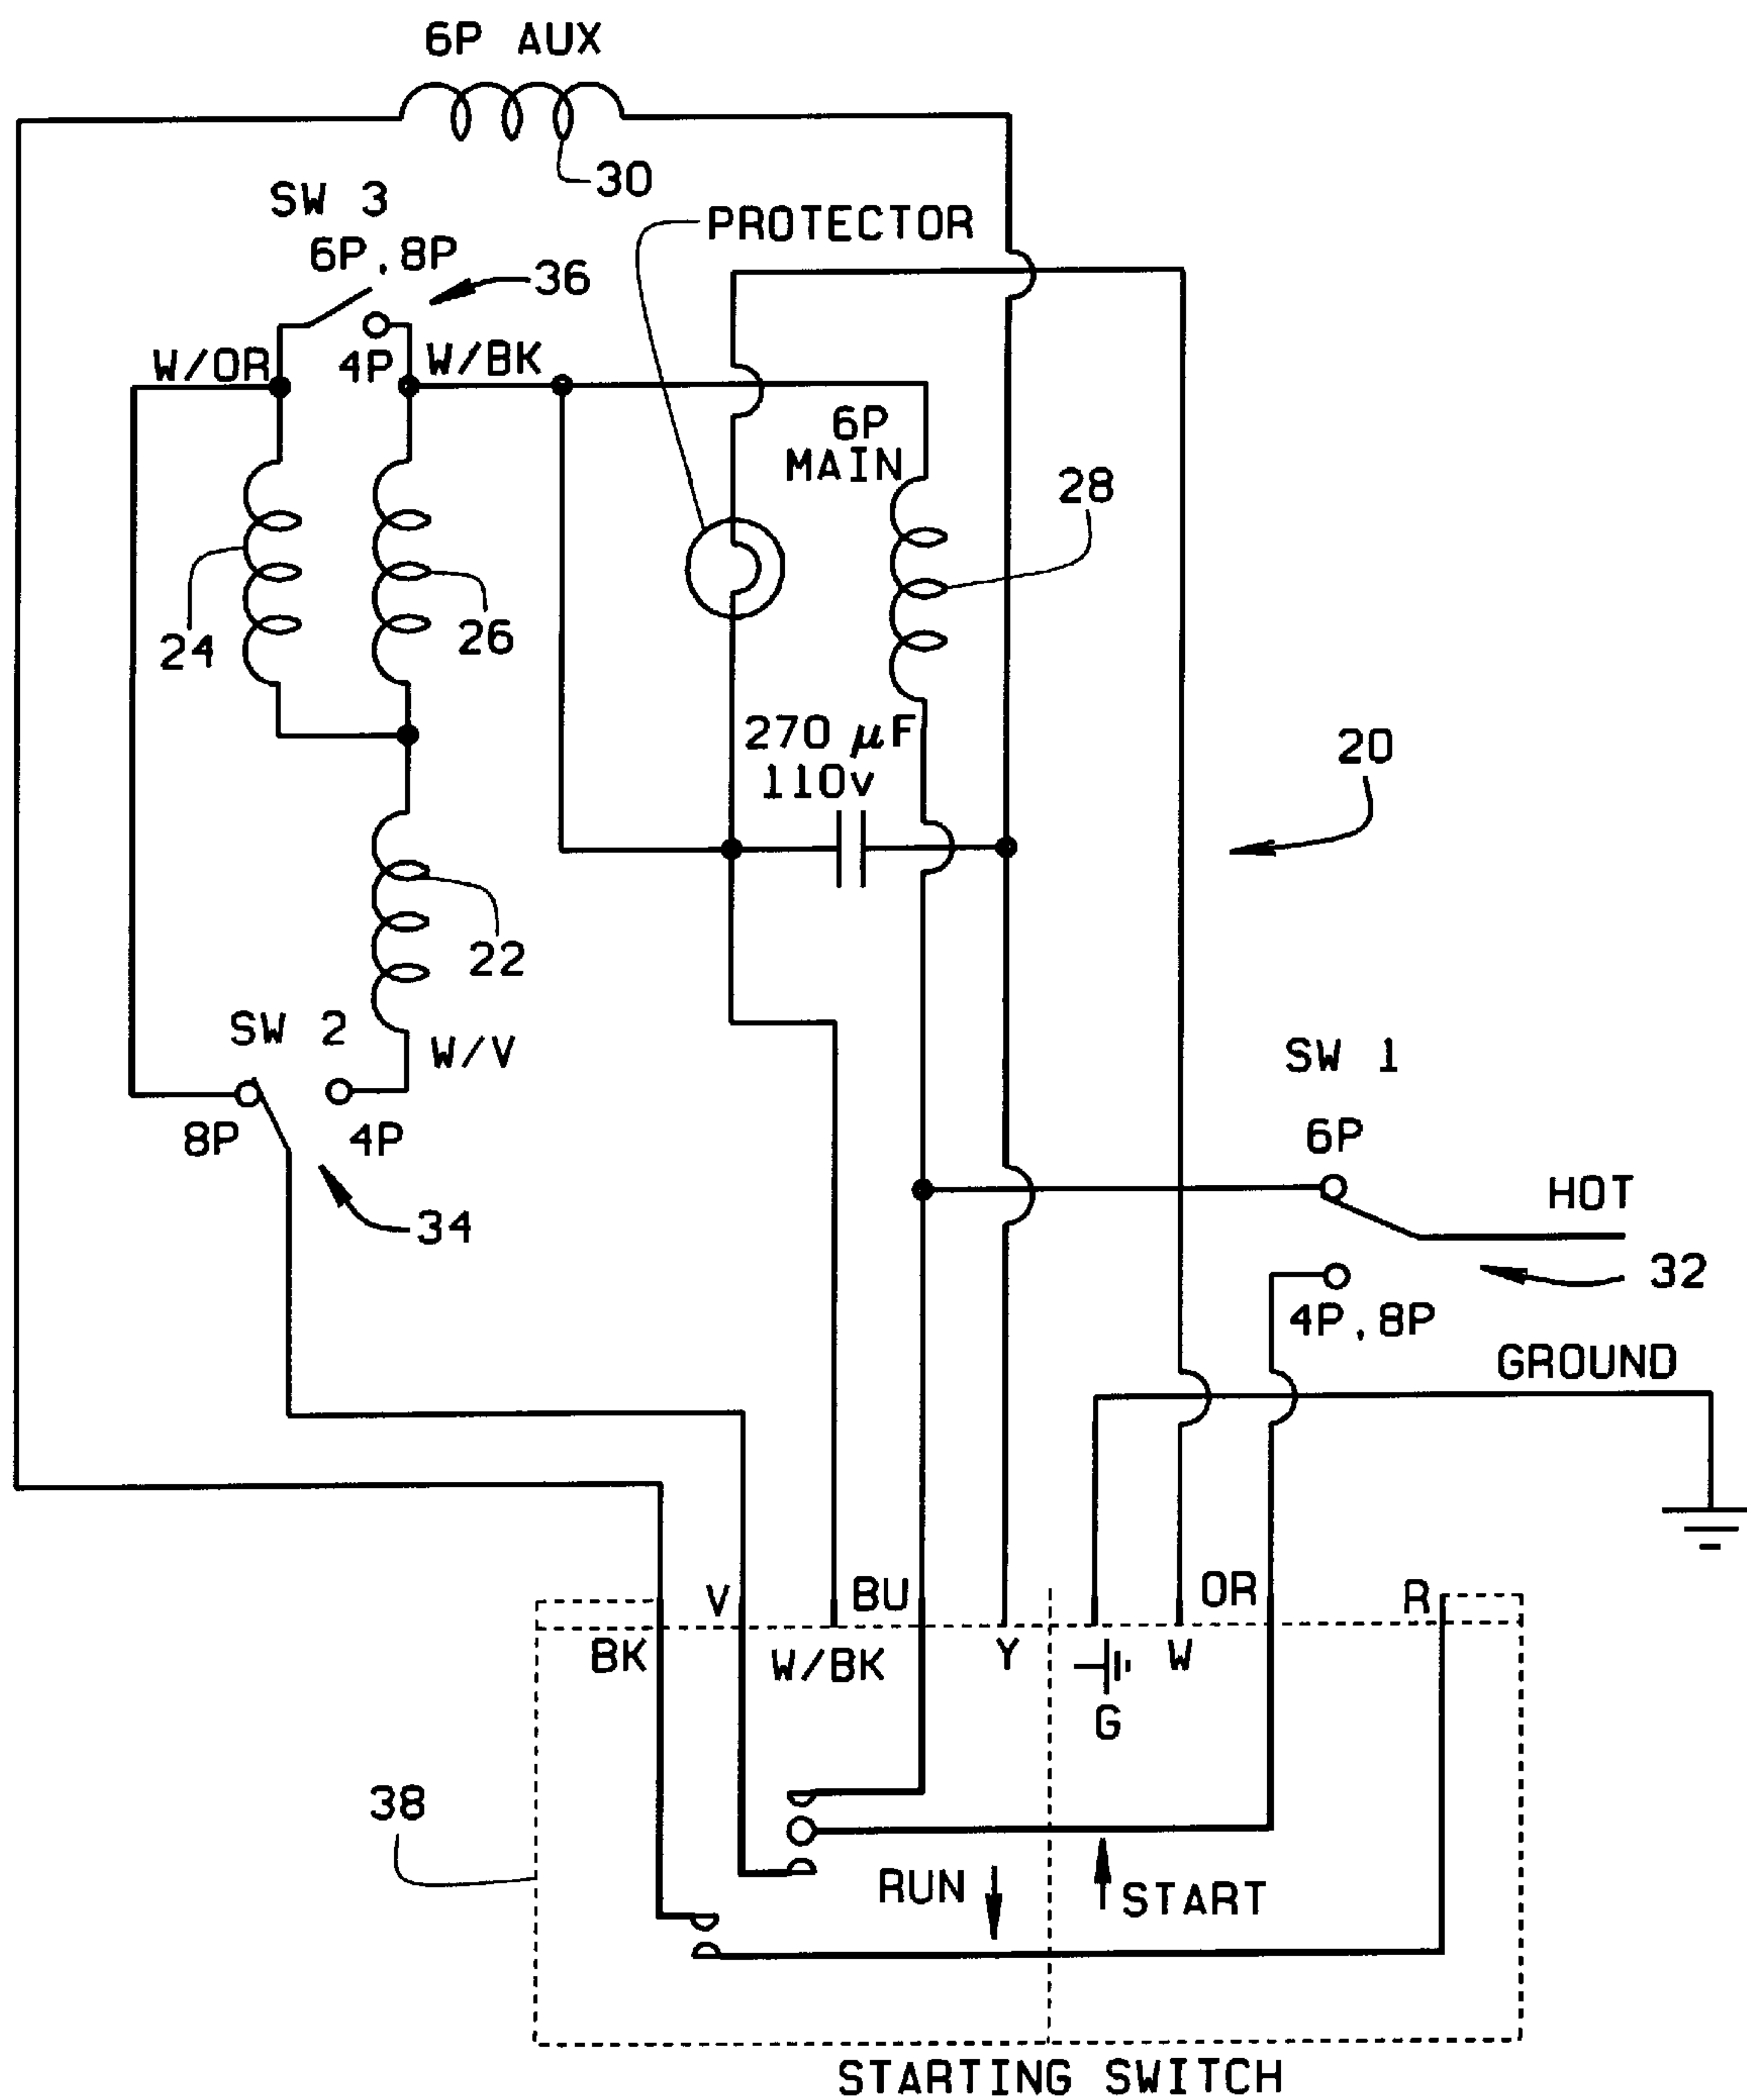 6P AUX
30
SW 3
PROTECTOR
6P,8P
36
W/OR
4P
W/BK
6P
MAIN
28
24
26
270 μF
110v
20
22
SW 2
W/V
SW 1
8P
4P
6P
34
HOT
32
4P,8P
GROUND
V
BU
OR
R
BK
W/BK
Y
W
G
38
RUN
START
STARTING SWITCH